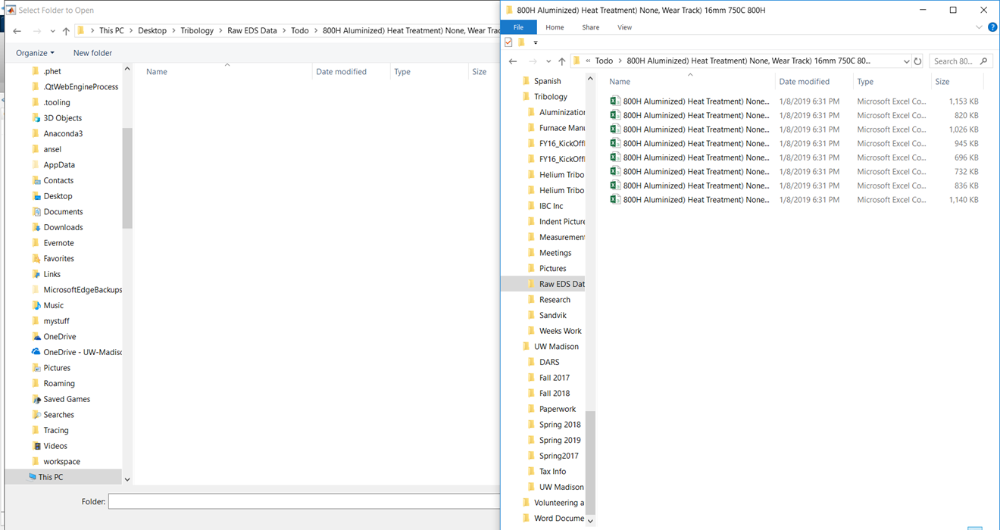 Select Folder to Open
This PC > Desktop > Tribology > Raw EDS Data > Todo > 800H Aluminized) Heat Treatment) None, Wear Trac
Organize New folder
Name Date modified Type Size
.phet
.QtWebEngineProcess
.tooling
3D Objects
Anaconda3
ansel
AppData
Contacts
Desktop
Documents
Downloads
Evernote
Favorites
Links
MicrosoftEdgeBackups
Music
mystuff
OneDrive
OneDrive - UW-Madiso
Pictures
Roaming
Saved Games
Searches
Tracing
Videos
workspace
This PC
Folder:
800H Aluminized) Heat Treatment) None, Wear Track) 16mm 750C 800H
File Home Share View
« Todo > 800H Aluminized) Heat Treatment) None, Wear Track) 16mm 750C 80... Search 80...
Spanish
Tribology
Aluminization
Furnace Manu
FY16_KickOff
FY16_KickOff
Helium Tribo
Helium Tribo
IBC Inc
Indent Picture
Measurement
Meetings
Pictures
Raw EDS Dat
Research
Sandvik
Weeks Work
UW Madison
DARS
Fall 2017
Fall 2018
Paperwork
Spring 2018
Spring 2019
Spring2017
Tax Info
UW Madison
Volunteering a
Word Docume
Name Date modified Type Size
800H Aluminized) Heat Treatment) None... 1/8/2019 6:31 PM Microsoft Excel Co... 1,153 KB
800H Aluminized) Heat Treatment) None... 1/8/2019 6:31 PM Microsoft Excel Co... 820 KB
800H Aluminized) Heat Treatment) None... 1/8/2019 6:31 PM Microsoft Excel Co... 1,026 KB
800H Aluminized) Heat Treatment) None... 1/8/2019 6:31 PM Microsoft Excel Co... 945 KB
800H Aluminized) Heat Treatment) None... 1/8/2019 6:31 PM Microsoft Excel Co... 696 KB
800H Aluminized) Heat Treatment) None... 1/8/2019 6:31 PM Microsoft Excel Co... 732 KB
800H Aluminized) Heat Treatment) None... 1/8/2019 6:31 PM Microsoft Excel Co... 836 KB
800H Aluminized) Heat Treatment) None... 1/8/2019 6:31 PM Microsoft Excel Co... 1,140 KB